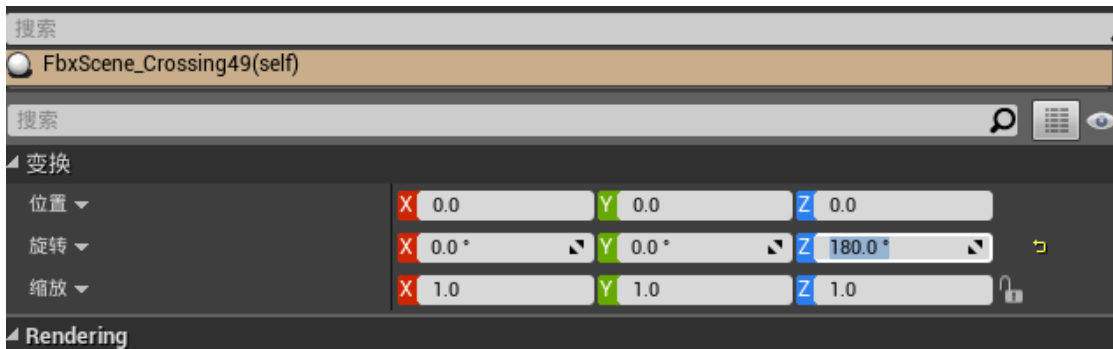 搜索
FbxScene_Crossing49(self)
搜索
变换
位置 X 0.0 Y 0.0 Z 0.0
旋转 X 0.0 ° Y 0.0 ° Z 180.0 °
缩放 X 1.0 Y 1.0 Z 1.0
Rendering